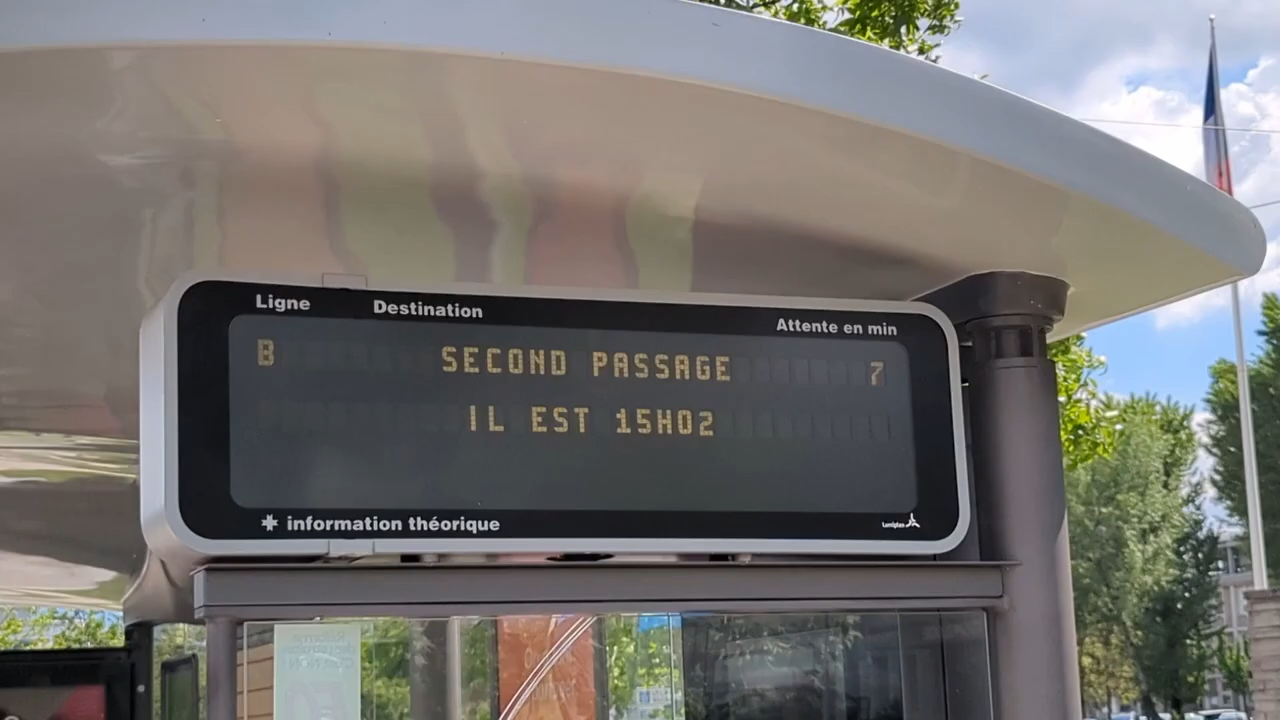 Ligne Destination Attente en min
B SECOND PASSAGE 7
IL EST 15H02
✷ information théorique
Lumiplan